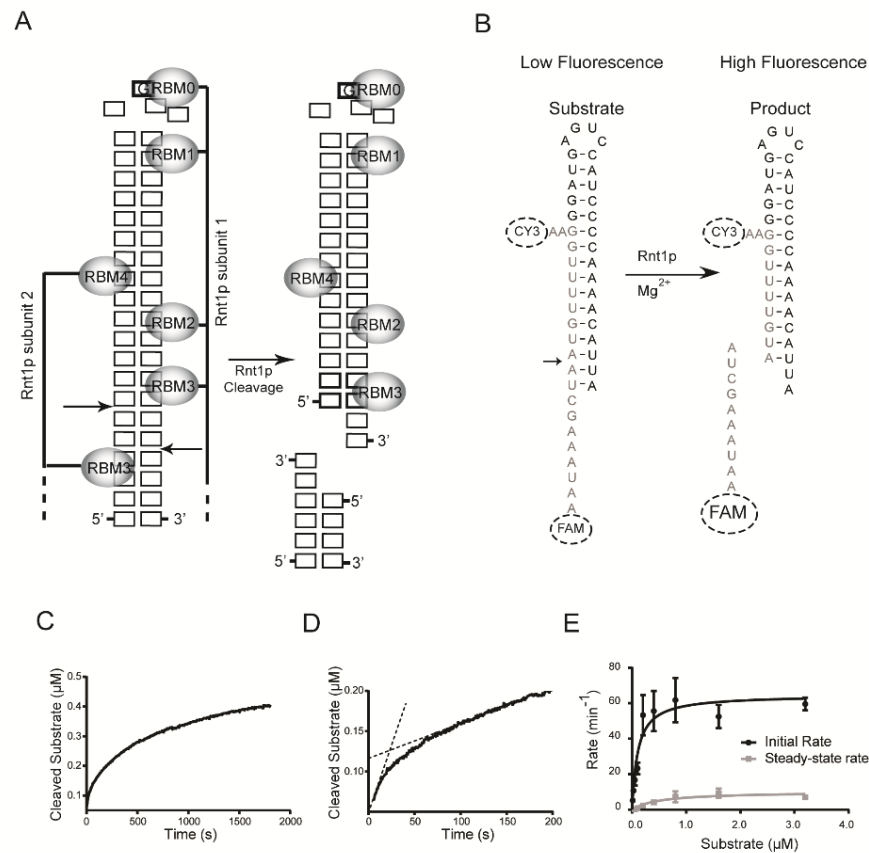 A
G RBM0
RBM1
RBM4
RBM2
RBM3
RBM3
Rnt1p subunit 1
Rnt1p subunit 2
5'
3'
Rnt1p
Cleavage
G RBM0
RBM1
RBM4
RBM2
RBM3
5'
3'
3'
5'
5'
3'
B
Low Fluorescence
High Fluorescence
Substrate
Product
G U
A C
CY3
AA
FAM
Rnt1p
Mg2+
G U
A C
CY3
AA
AUCGAAAUAA
FAM
C
Cleaved Substrate (µM)
0.5
0.4
0.3
0.2
0.1
0 500 1000 1500 2000
Time (s)
D
Cleaved Substrate (µM)
0.20
0.15
0.10
0 50 100 150 200
Time (s)
E
Rate (min-1)
80
60
40
20
0
0.0 1.0 2.0 3.0 4.0
Initial Rate
Steady-state rate
Substrate (µM)